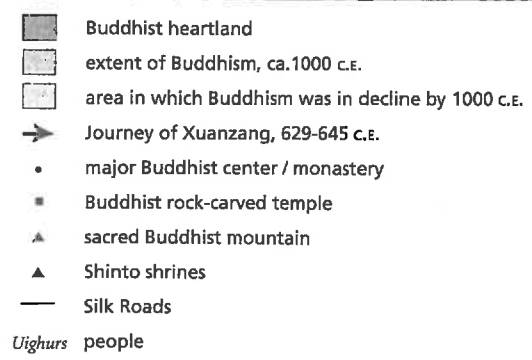 Buddhist heartland
extent of Buddhism, ca.1000 C.E.
area in which Buddhism was in decline by 1000 C.E.
Journey of Xuanzang, 629-645 C.E.
major Buddhist center / monastery
Buddhist rock-carved temple
sacred Buddhist mountain
Shinto shrines
Silk Roads
Uighurs people